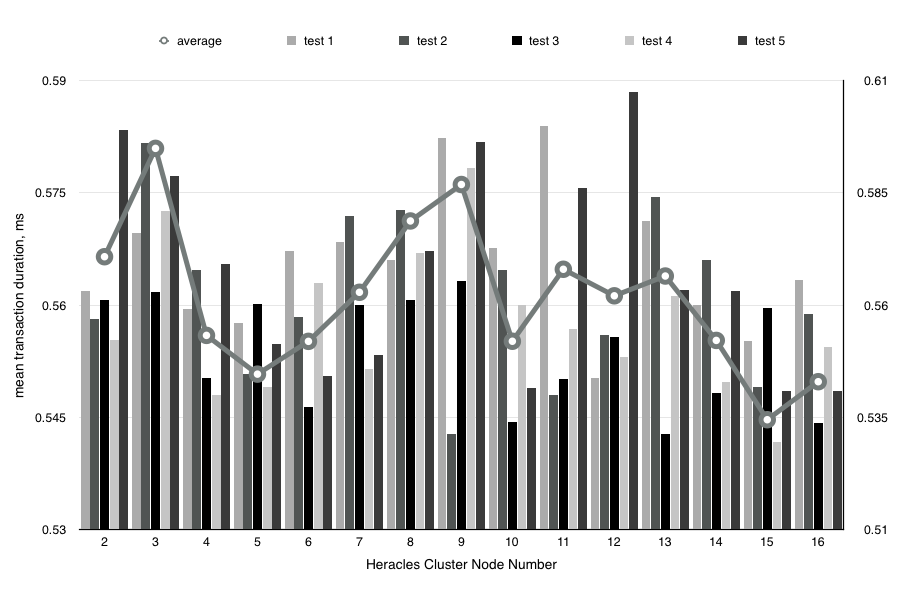 average test 1 test 2 test 3 test 4 test 5
0.59 0.61
0.575 0.585
0.56 0.56
0.545 0.535
0.53 0.51
mean transaction duration, ms
2 3 4 5 6 7 8 9 10 11 12 13 14 15 16
Heracles Cluster Node Number